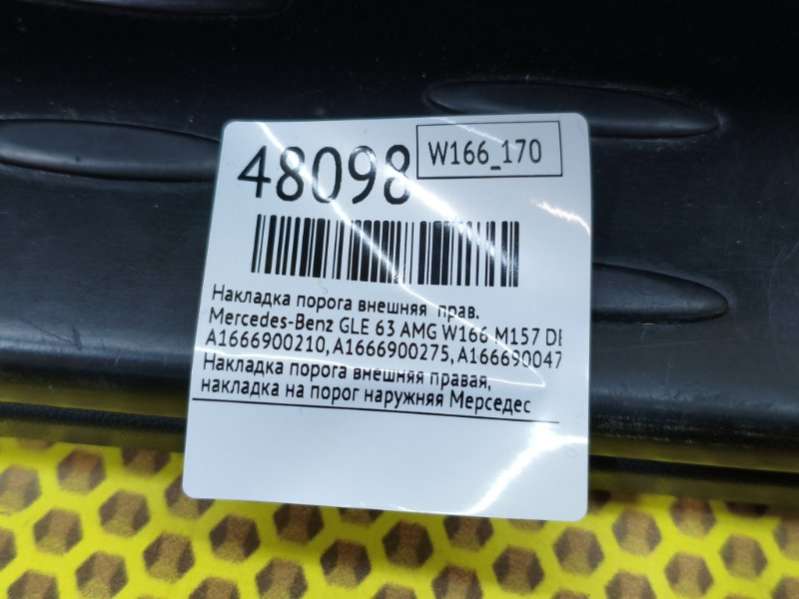 48098
W166_170
Накладка порога внешняя прав.
Mercedes-Benz GLE 63 AMG W166 M157 DE
A1666900210, A1666900275, A166690047
Накладка порога внешняя правая,
накладка на порог наружняя Мерседес